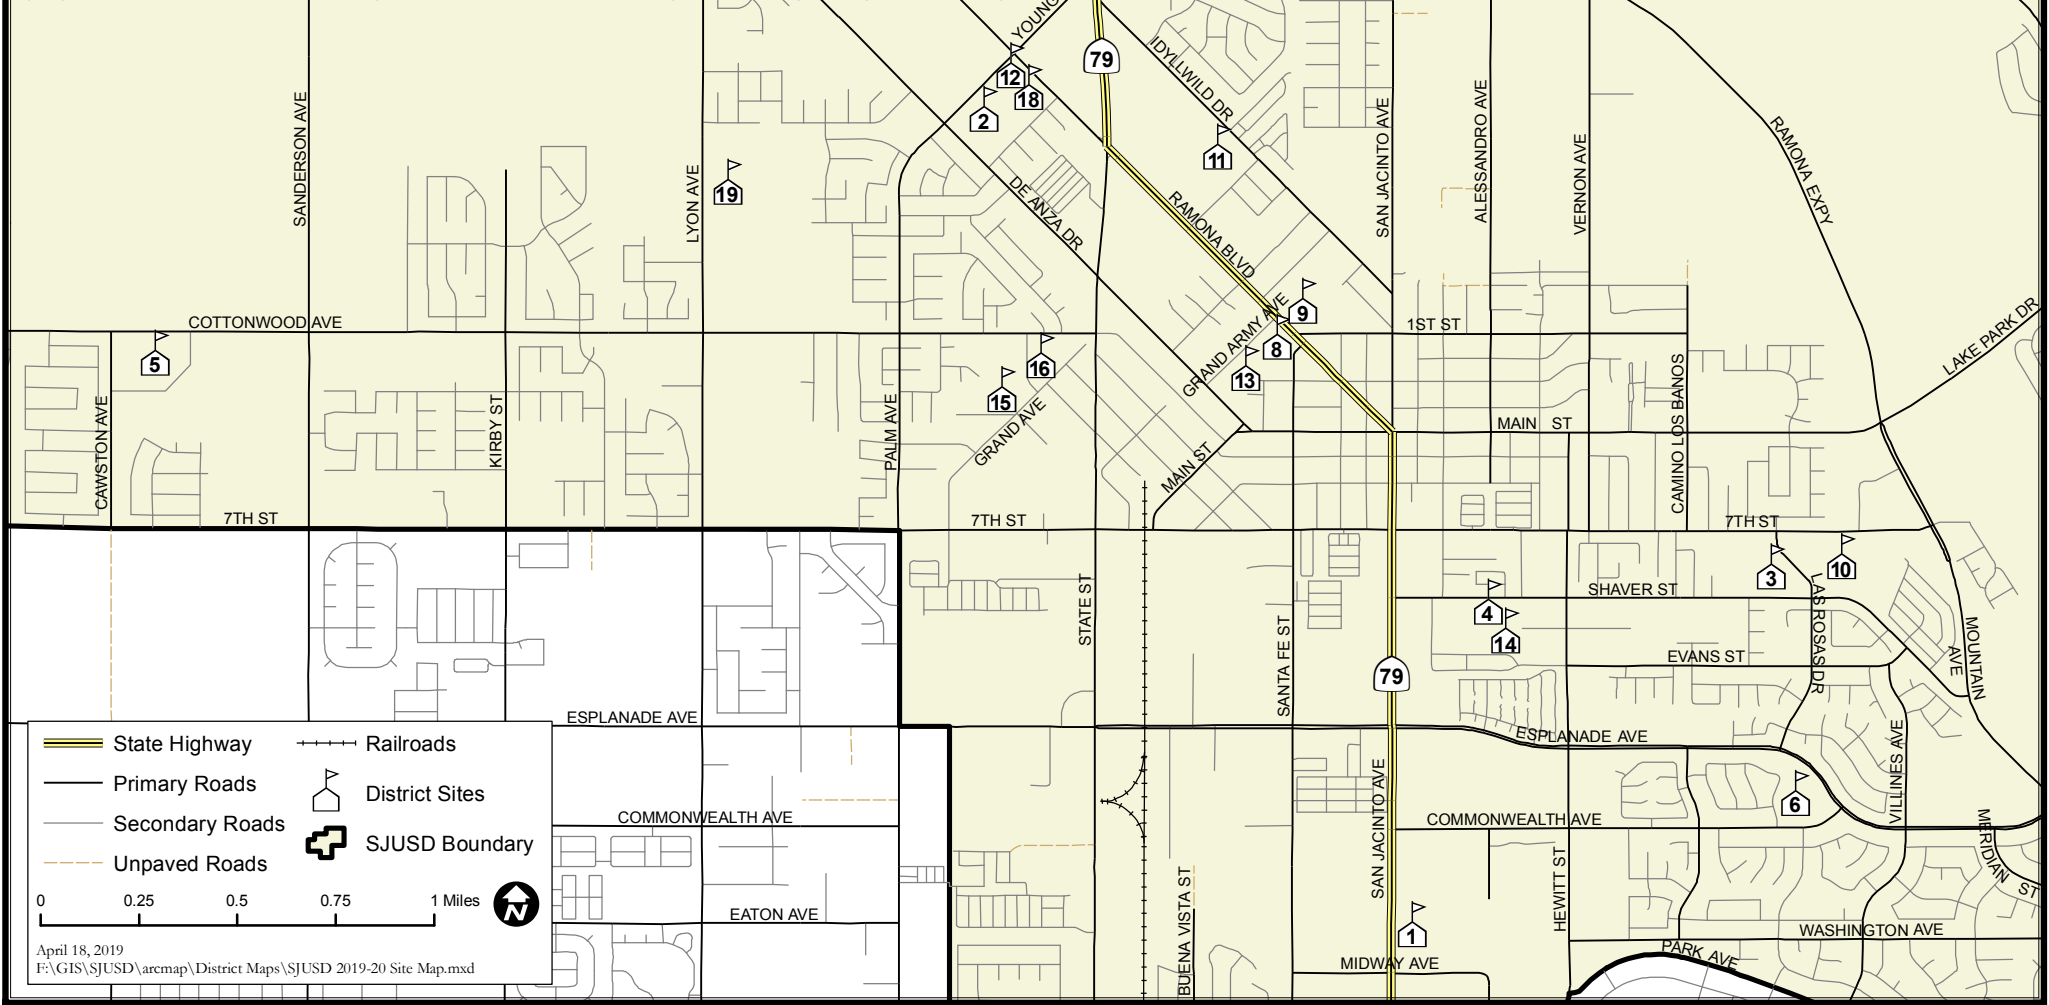 YOUNG
79
IDYLLWILD DR
12
18
2
SANDERSON AVE
SAN JACINTO AVE
ALESSANDRO AVE
VERNON AVE
RAMONA EXPY
11
LYON AVE
19
DE ANZA DR
RAMONA BLVD
9
GRAND ARMY AVE
COTTONWOOD AVE
1ST ST
LAKE PARK DR
5
8
16
13
15
CAWSTON AVE
KIRBY ST
PALM AVE
GRAND AVE
CAMINO LOS BANOS
MAIN ST
MAIN ST
7TH ST
7TH ST
7TH ST
3
10
STATE ST
SHAVER ST
LAS ROSAS DR
4
14
SANTA FE ST
EVANS ST
MOUNTAIN
AVE
79
ESPLANADE AVE
ESPLANADE AVE
VILLINES AVE
SAN JACINTO AVE
6
COMMONWEALTH AVE
COMMONWEALTH AVE
MERIDIAN ST
HEWITT ST
BUENA VISTA ST
EATON AVE
1
WASHINGTON AVE
PARK AVE
MIDWAY AVE
State Highway
Railroads
Primary Roads
District Sites
Secondary Roads
SJUSD Boundary
Unpaved Roads
0 0.25 0.5 0.75 1 Miles
N
April 18, 2019
F:\GIS\SJUSD\arcmap\District Maps\SJUSD 2019-20 Site Map.mxd